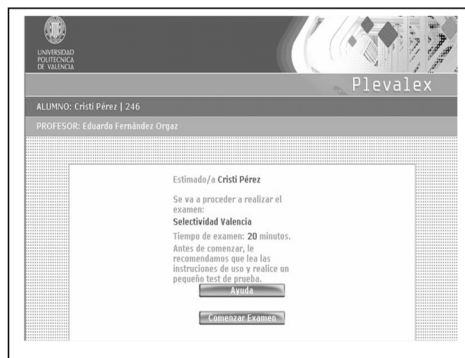 UNIVERSIDAD
POLITECNICA
DE VALENCIA
Plevalex
ALUMNO: Cristi Pérez | 246
PROFESOR: Eduardo Fernández Orgaz
Estimado/a Cristi Pérez
Se va a proceder a realizar el
examen:
Selectividad Valencia
Tiempo de examen: 20 minutos.
Antes de comenzar, le
recomendamos que lea las
instruciones de uso y realice un
pequeño test de prueba.
Ayuda
Comenzar Examen